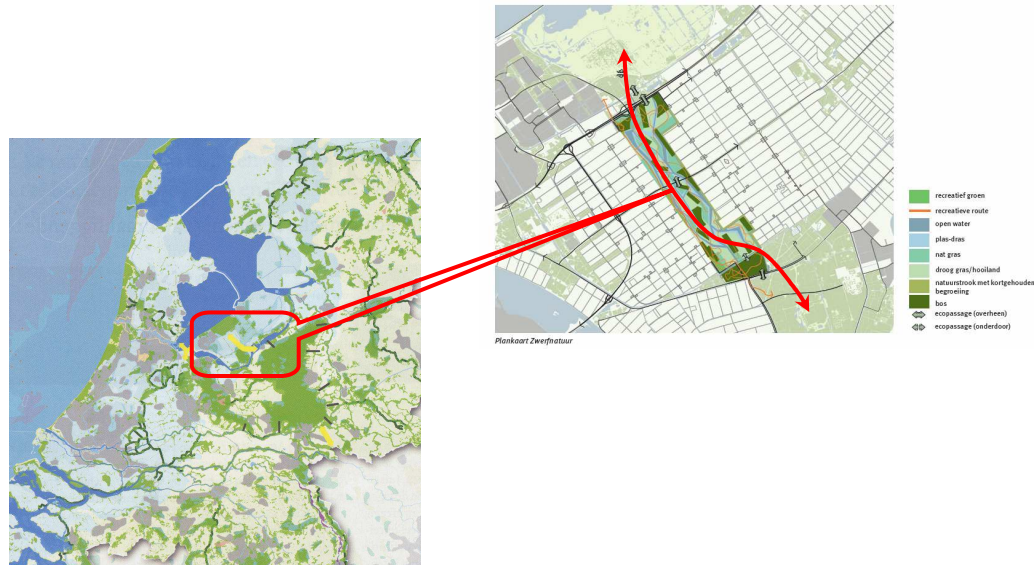 A6
recreatief groen
recreatieve route
open water
plas-dras
nat gras
droog gras/hooiland
natuurstrook met kortgehouden
begroeiing
bos
ecopassage (overheen)
ecopassage (onderdoor)
Plankaart Zwerfnatuur